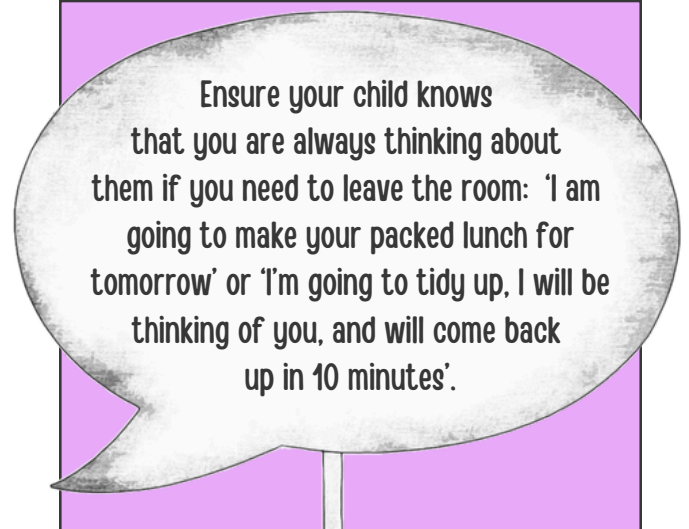 Ensure your child knows
that you are always thinking about
them if you need to leave the room:  ‘I am
going to make your packed lunch for
tomorrow’ or ‘I’m going to tidy up, I will be
thinking of you, and will come back
up in 10 minutes’.